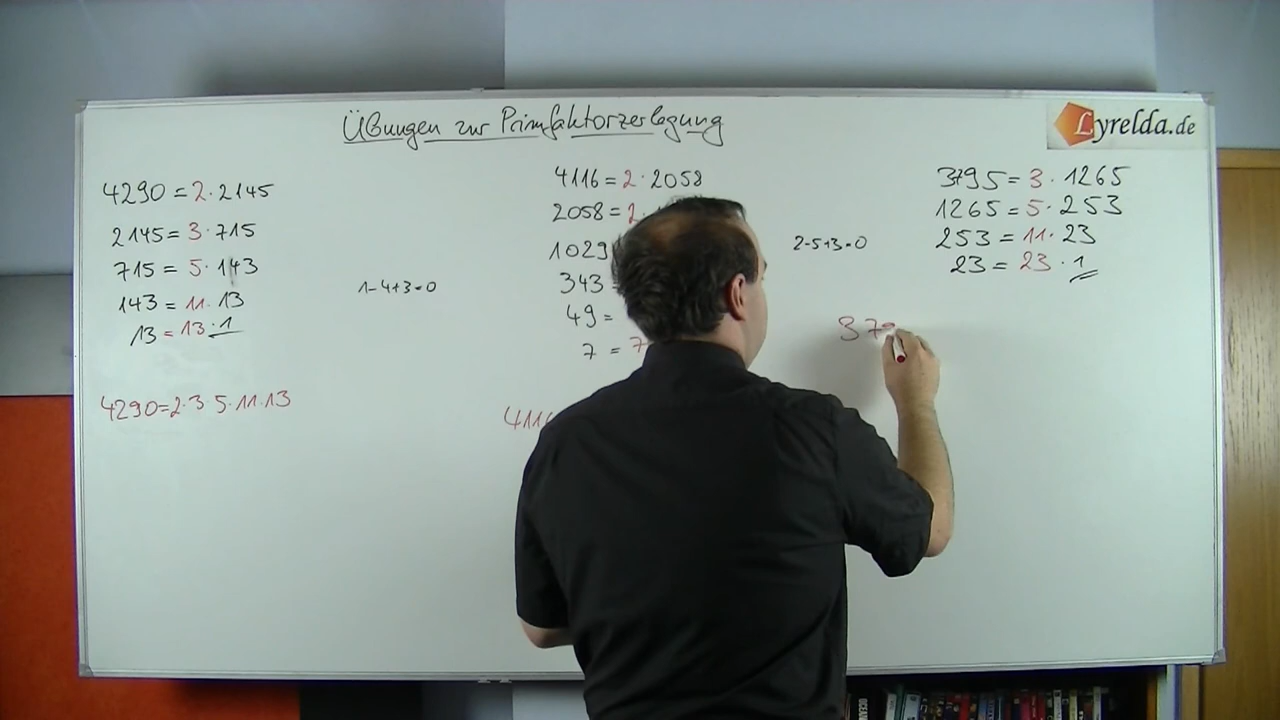 Übungen zur Primfaktorzerlegung
Lyrelda.de
4290 = 2 · 2145
2145 = 3 · 715
715 = 5 · 143
143 = 11 · 13
13 = 13 · 1
1-4+3=0
4290=2·3 5·11·13
4116 = 2 · 2058
2058 = 2 ·
1029
343
49 =
7 = 7
2-5+3=0
4116
3795 = 3 · 1265
1265 = 5 · 253
253 = 11 · 23
23 = 23 · 1
379